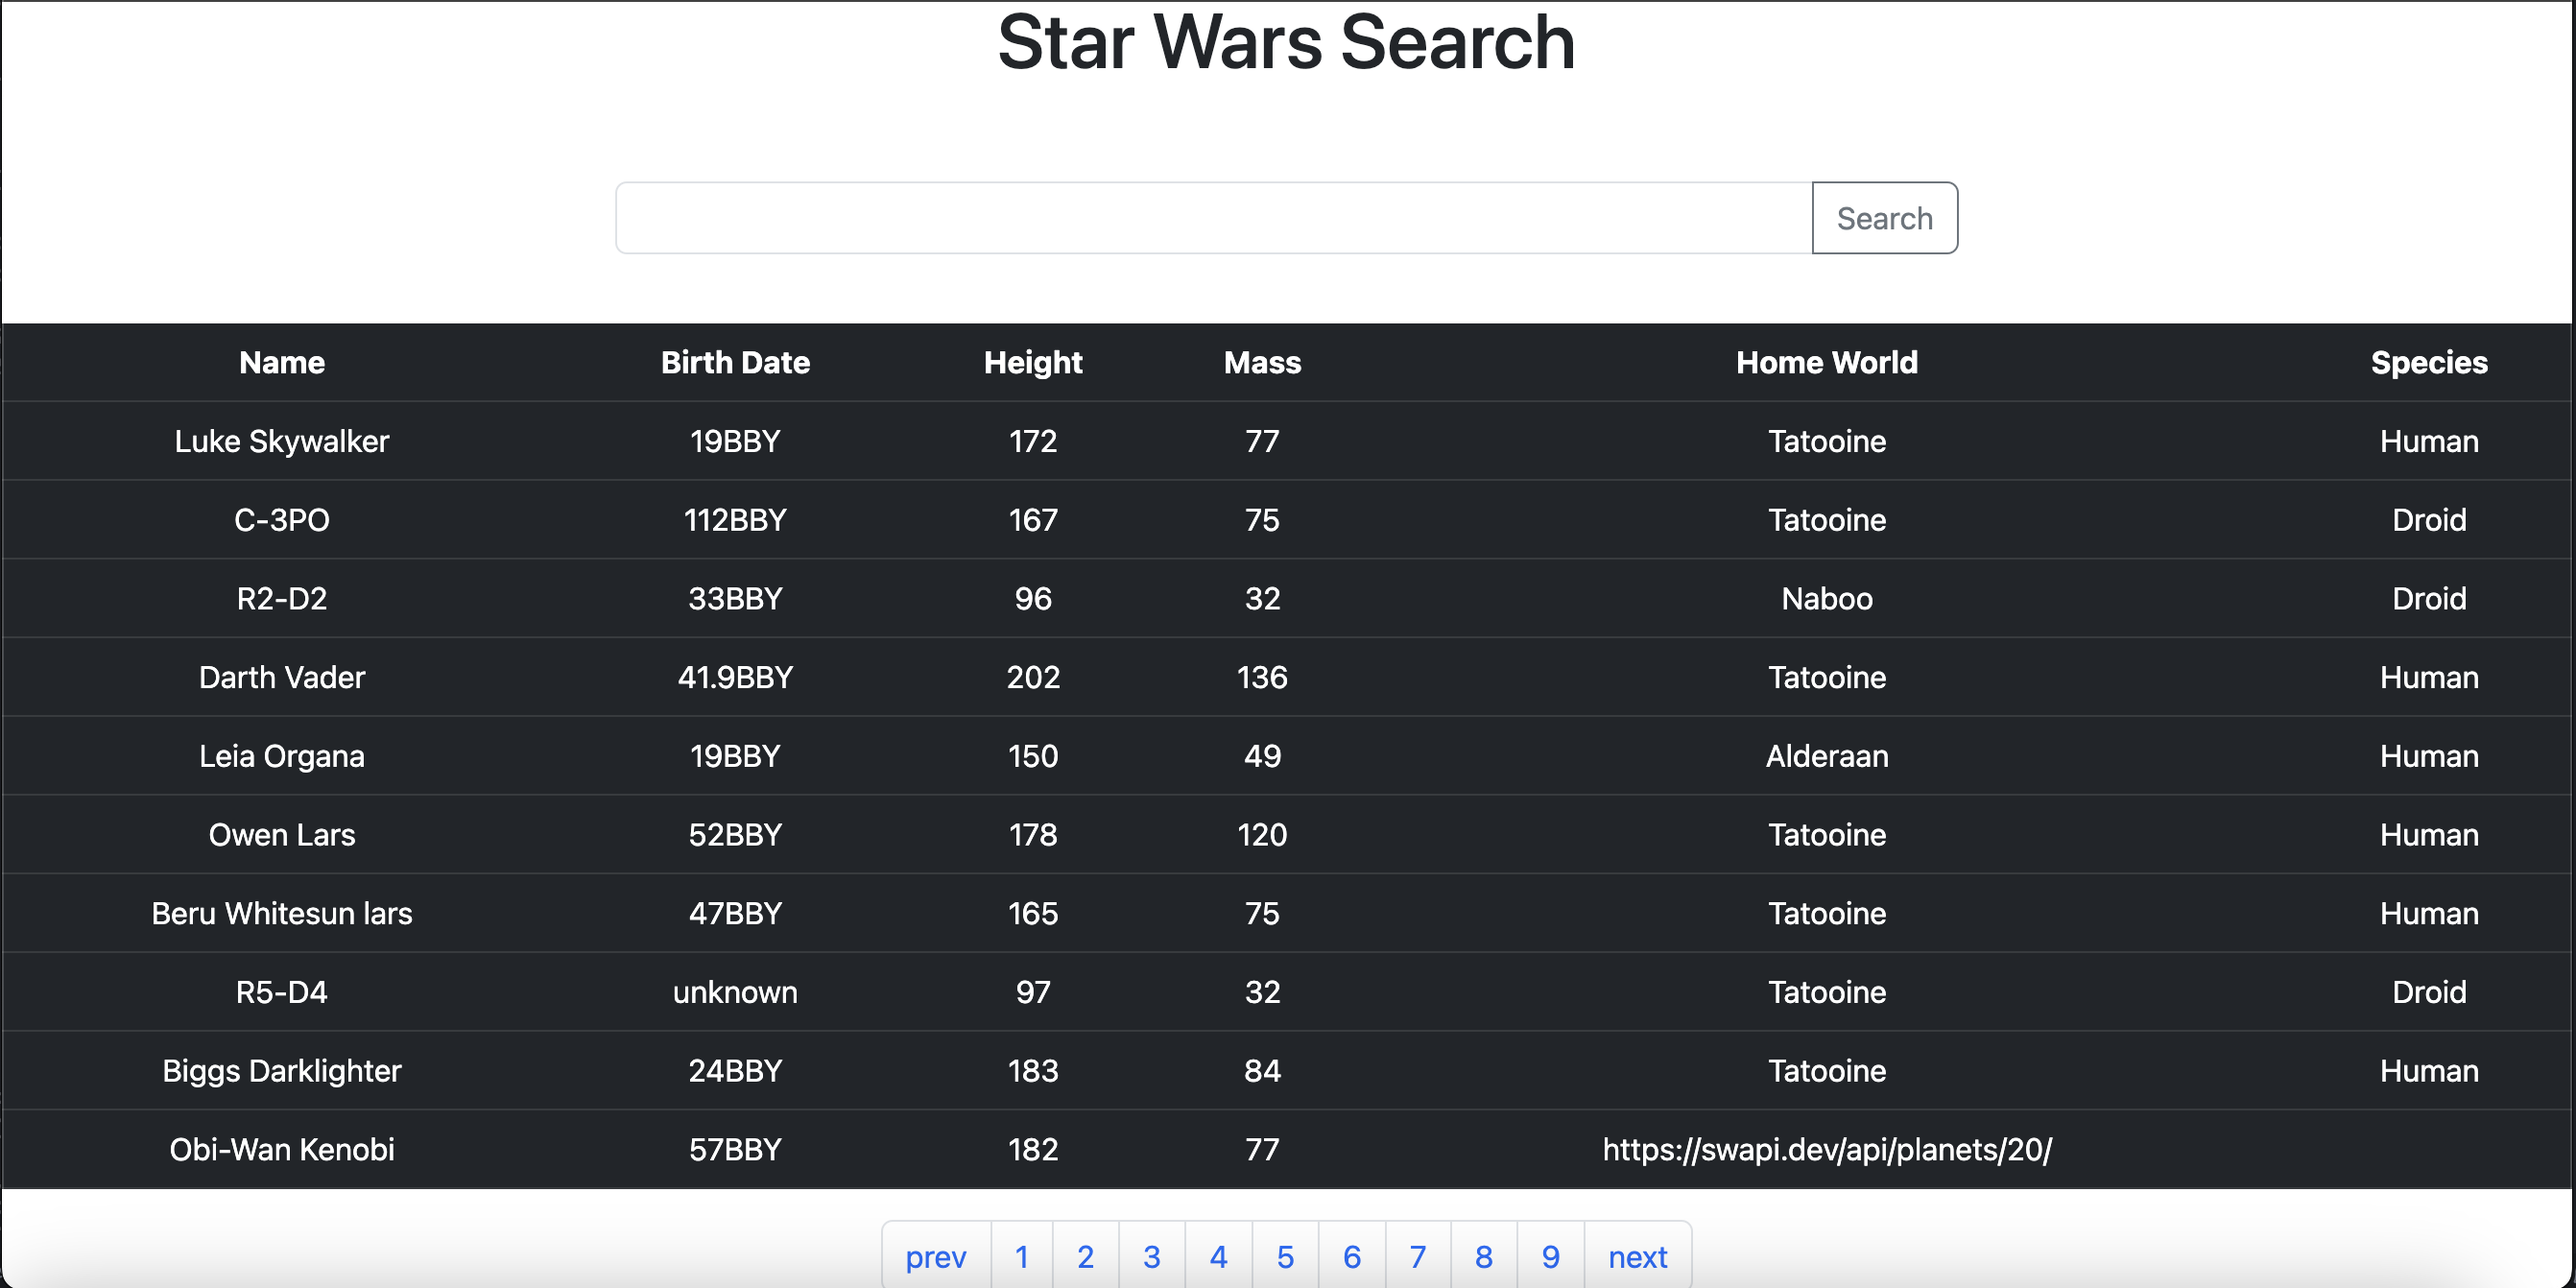 Star Wars Search
Search
Name Birth Date Height Mass Home World Species
Luke Skywalker 19BBY 172 77 Tatooine Human
C-3PO 112BBY 167 75 Tatooine Droid
R2-D2 33BBY 96 32 Naboo Droid
Darth Vader 41.9BBY 202 136 Tatooine Human
Leia Organa 19BBY 150 49 Alderaan Human
Owen Lars 52BBY 178 120 Tatooine Human
Beru Whitesun lars 47BBY 165 75 Tatooine Human
R5-D4 unknown 97 32 Tatooine Droid
Biggs Darklighter 24BBY 183 84 Tatooine Human
Obi-Wan Kenobi 57BBY 182 77 https://swapi.dev/api/planets/20/
prev 1 2 3 4 5 6 7 8 9 next